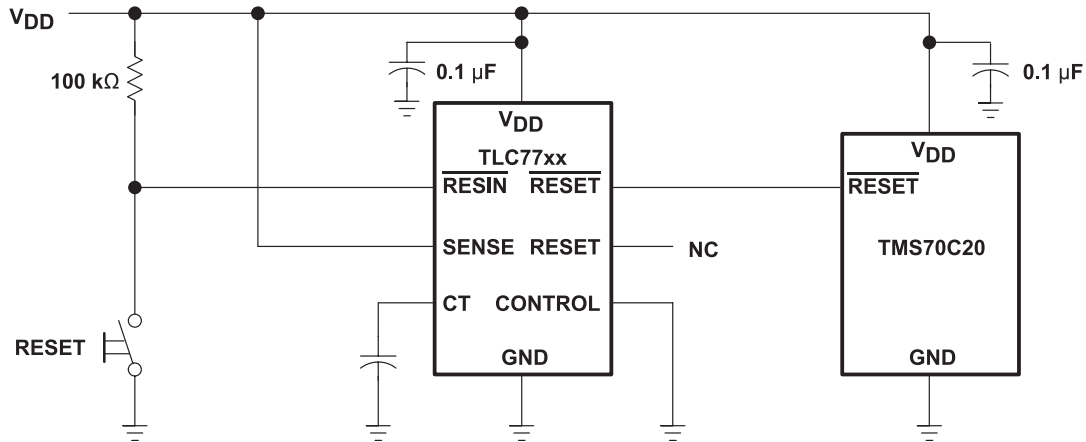 VDD
100 kΩ
0.1 µF
0.1 µF
VDD
TLC77xx
RESIN RESET
VDD
RESET
SENSE RESET
NC
TMS70C20
CT CONTROL
RESET
GND
GND